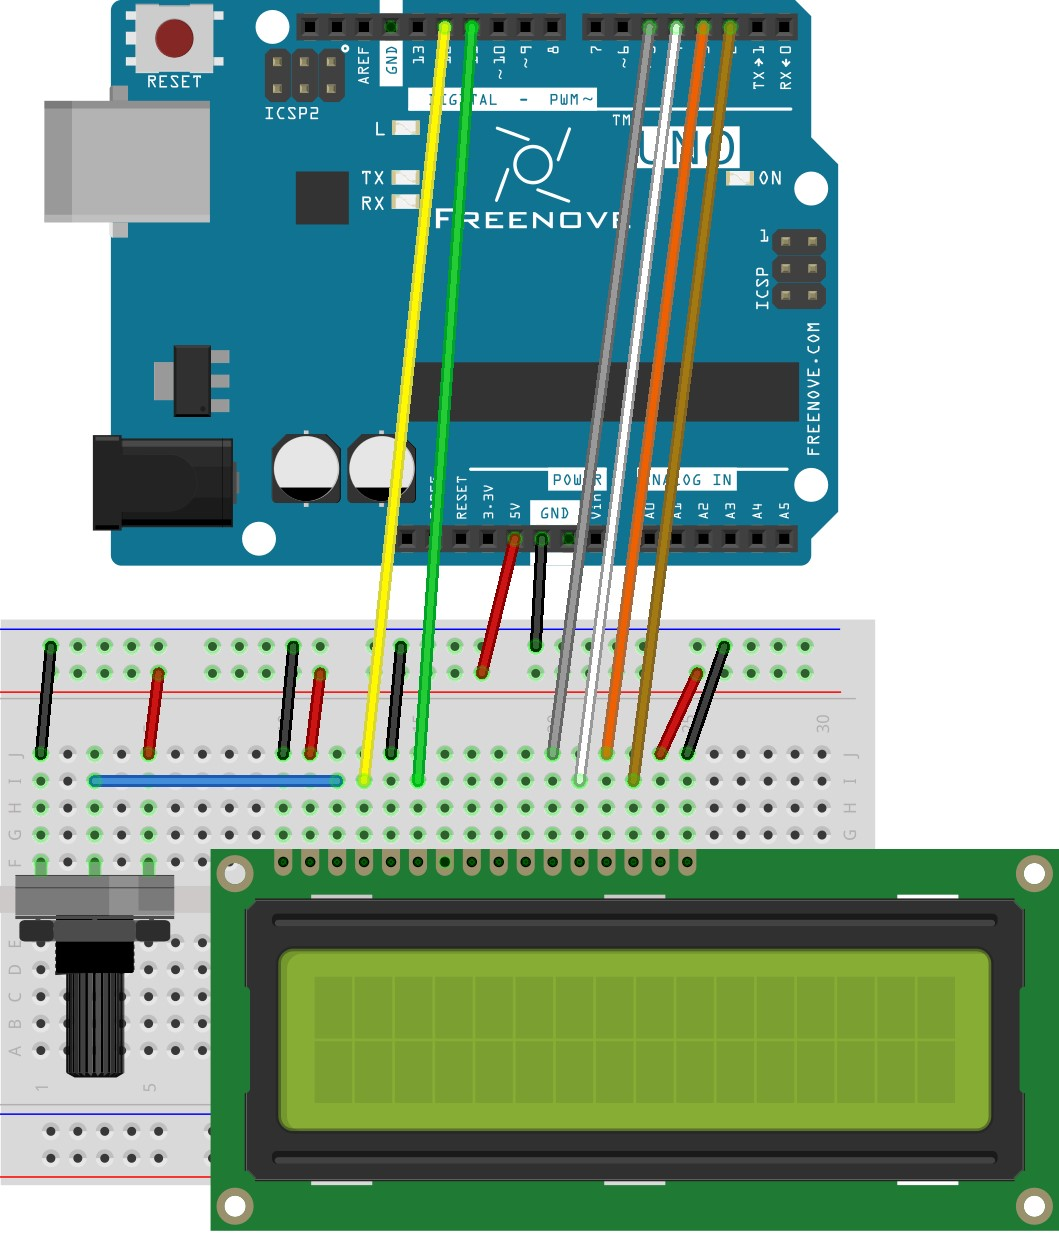 RESET
ICSP2
AREF
GND
13
~10
~9
8
7
~6
TX→1
RX←0
DIGITAL - PWM~
L
TX
RX
TM
UNO
ON
FREENOVE
1
ICSP
FREENOVE.COM
POWER
ANALOG IN
RESET
3.3V
5V
GND
Vin
A0
A1
A2
A3
A4
A5
30
J
J
I
I
H
H
G
G
F
E
D
C
B
A
1
5